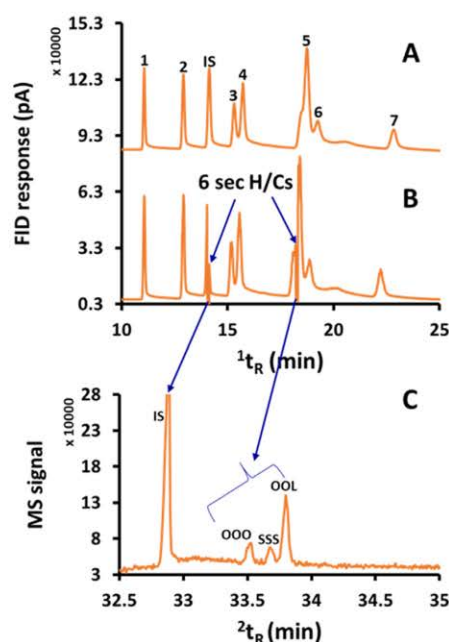 15.3
x 10000
12.3
9.3
6.3
3.3
0.3
FID response (pA)
1
2
IS
3
4
5
6
7
A
6 sec H/Cs
B
10
15
20
25
¹tR (min)
28
x 10000
23
18
13
8
3
MS signal
IS
C
OOL
OOO
SSS
32.5
33
33.5
34
34.5
35
²tR (min)